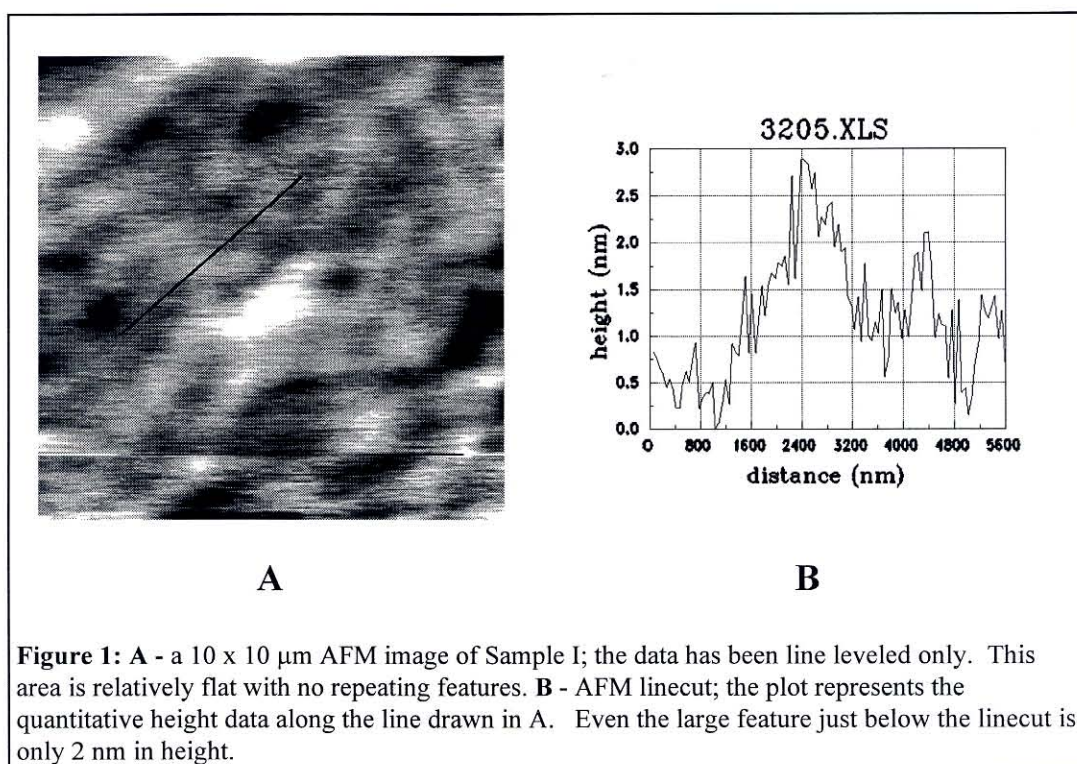 3205.XLS
3.0
2.5
2.0
1.5
1.0
0.5
0.0
height (nm)
0 800 1600 2400 3200 4000 4800 5600
distance (nm)
A
B
Figure 1: A - a 10 x 10 μm AFM image of Sample I; the data has been line leveled only. This
area is relatively flat with no repeating features. B - AFM linecut; the plot represents the
quantitative height data along the line drawn in A. Even the large feature just below the linecut is
only 2 nm in height.